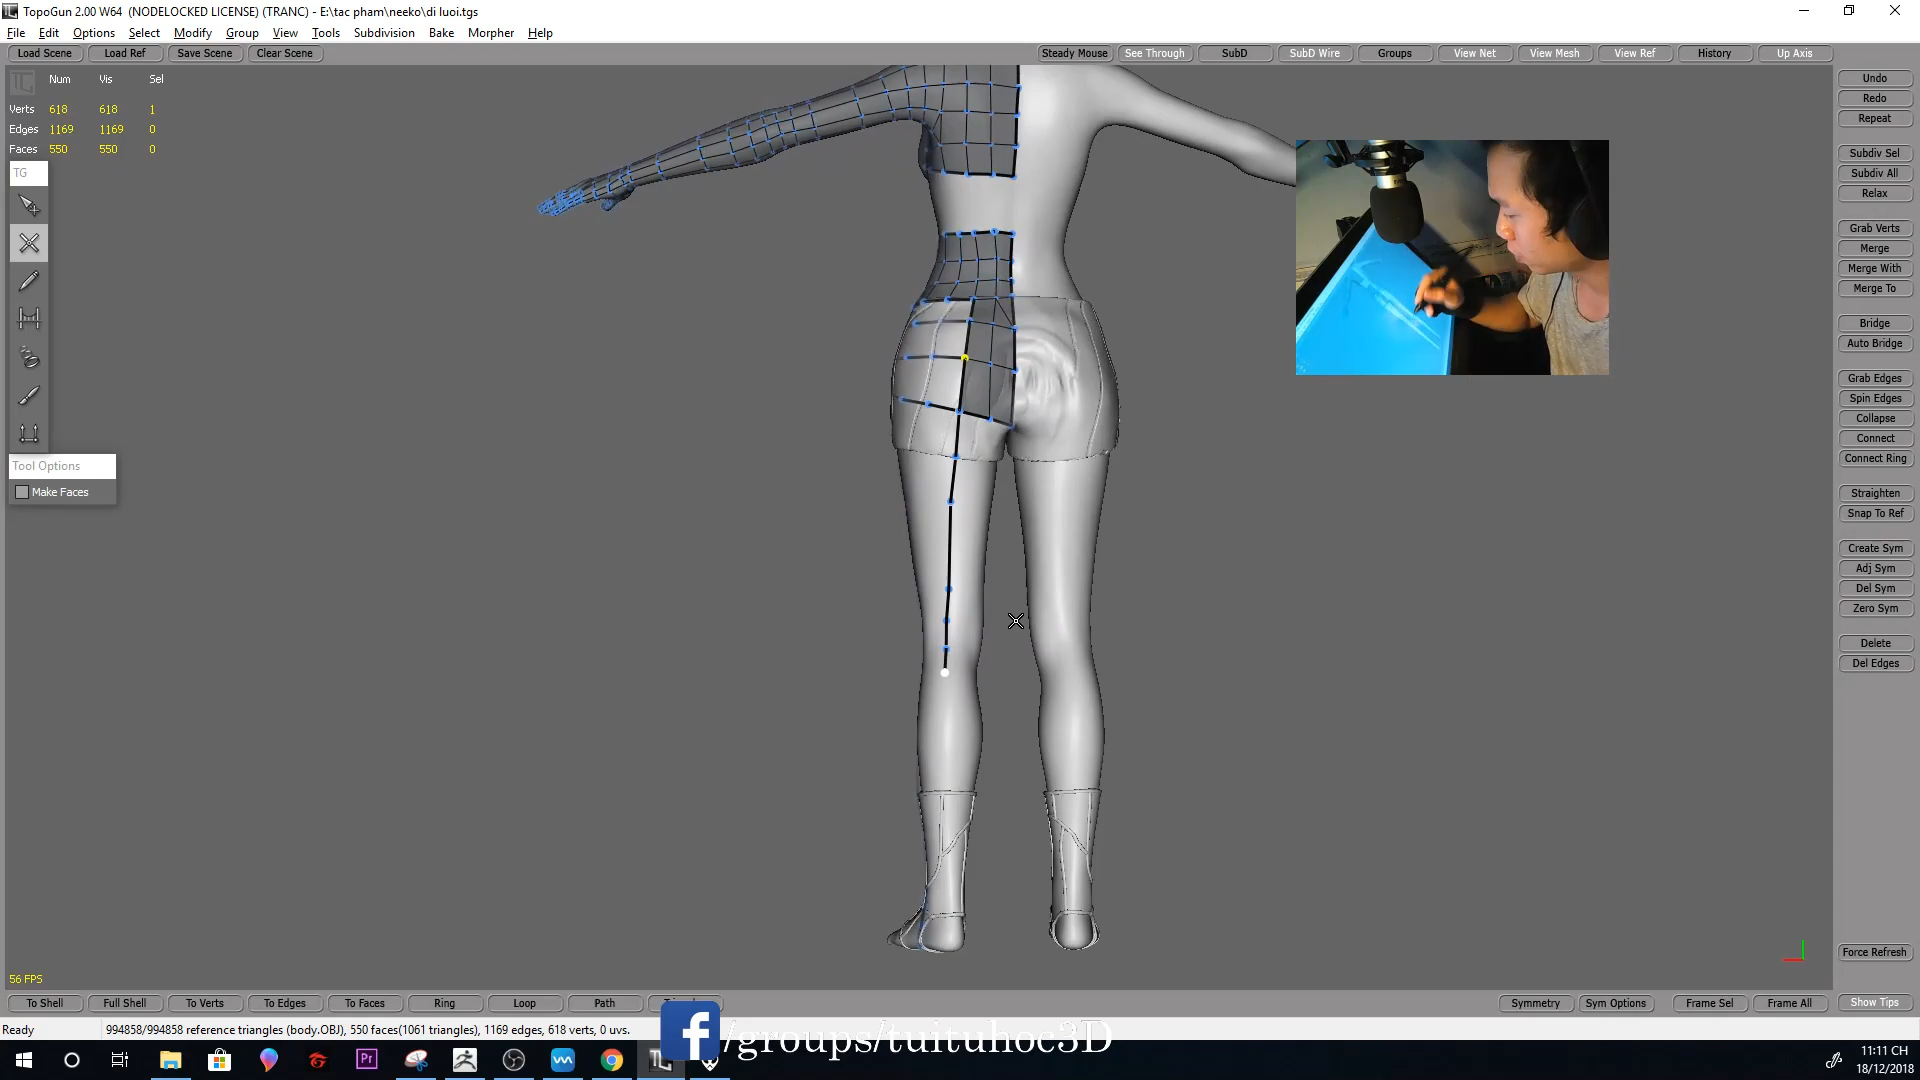 TopoGun 2.00 W64 (NODELOCKED LICENSE) (TRANC) - E:\tac pham\neeko\di luoi.tgs
File Edit Options Select Modify Group View Tools Subdivision Bake Morpher Help
Load Scene Load Ref Save Scene Clear Scene Steady Mouse See Through SubD SubD Wire Groups View Net View Mesh View Ref History Up Axis
Num Vis Sel
Verts 618 618 1
Edges 1169 1169 0
Faces 550 550 0
TG
Tool Options
Make Faces
Undo
Redo
Repeat
Subdiv Sel
Subdiv All
Relax
Grab Verts
Merge
Merge With
Merge To
Bridge
Auto Bridge
Grab Edges
Spin Edges
Collapse
Connect
Connect Ring
Straighten
Snap To Ref
Create Sym
Adj Sym
Del Sym
Zero Sym
Delete
Del Edges
Force Refresh
56 FPS
To Shell Full Shell To Verts To Edges To Faces Ring Loop Path Symmetry Sym Options Frame Sel Frame All Show Tips
Ready 994858/994858 reference triangles (body.OBJ), 550 faces(1061 triangles), 1169 edges, 618 verts, 0 uvs.
/groups/tuituhoc3D
Pr
11:11 CH
18/12/2018